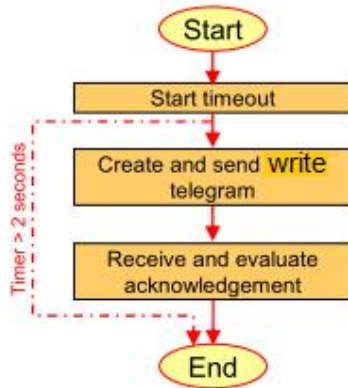 Start
Start timeout
Create and send write
telegram
Timer > 2 seconds
Receive and evaluate
acknowledgement
End